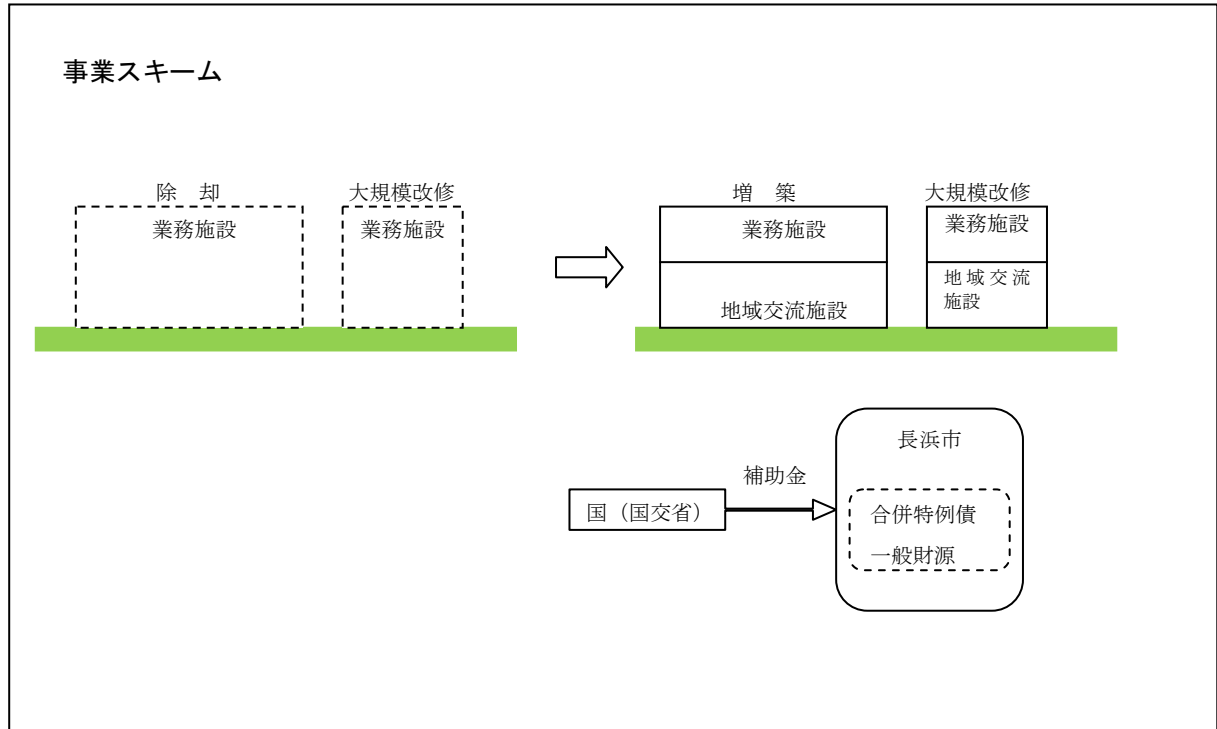 事業スキーム
除　却
大規模改修
業務施設
業務施設
増　築
大規模改修
業務施設
業務施設
地域交流施設
地 域 交 流
施設
長浜市
補助金
国（国交省）
合併特例債
一般財源